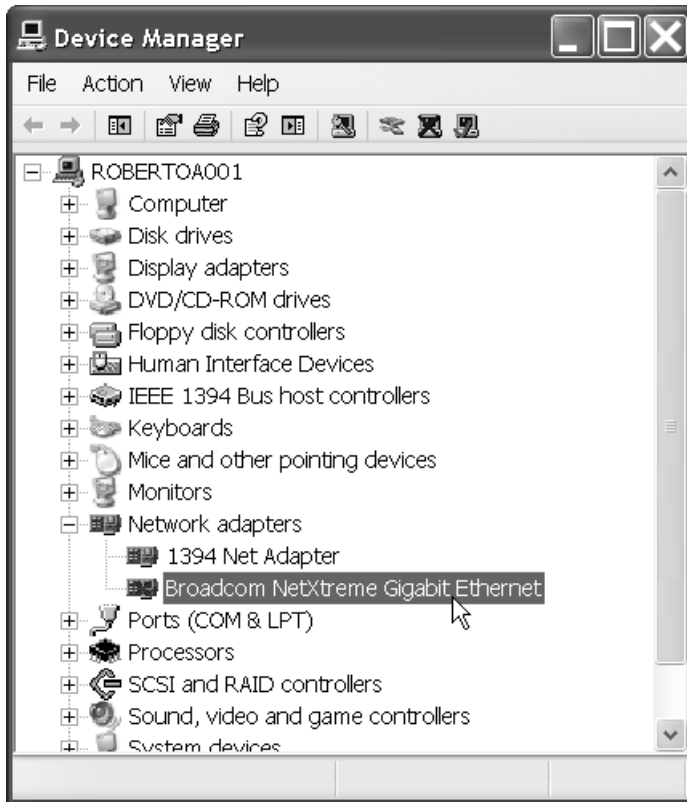 Device Manager
File Action View Help
ROBERTOA001
Computer
Disk drives
Display adapters
DVD/CD-ROM drives
Floppy disk controllers
Human Interface Devices
IEEE 1394 Bus host controllers
Keyboards
Mice and other pointing devices
Monitors
Network adapters
1394 Net Adapter
Broadcom NetXtreme Gigabit Ethernet
Ports (COM & LPT)
Processors
SCSI and RAID controllers
Sound, video and game controllers
System devices